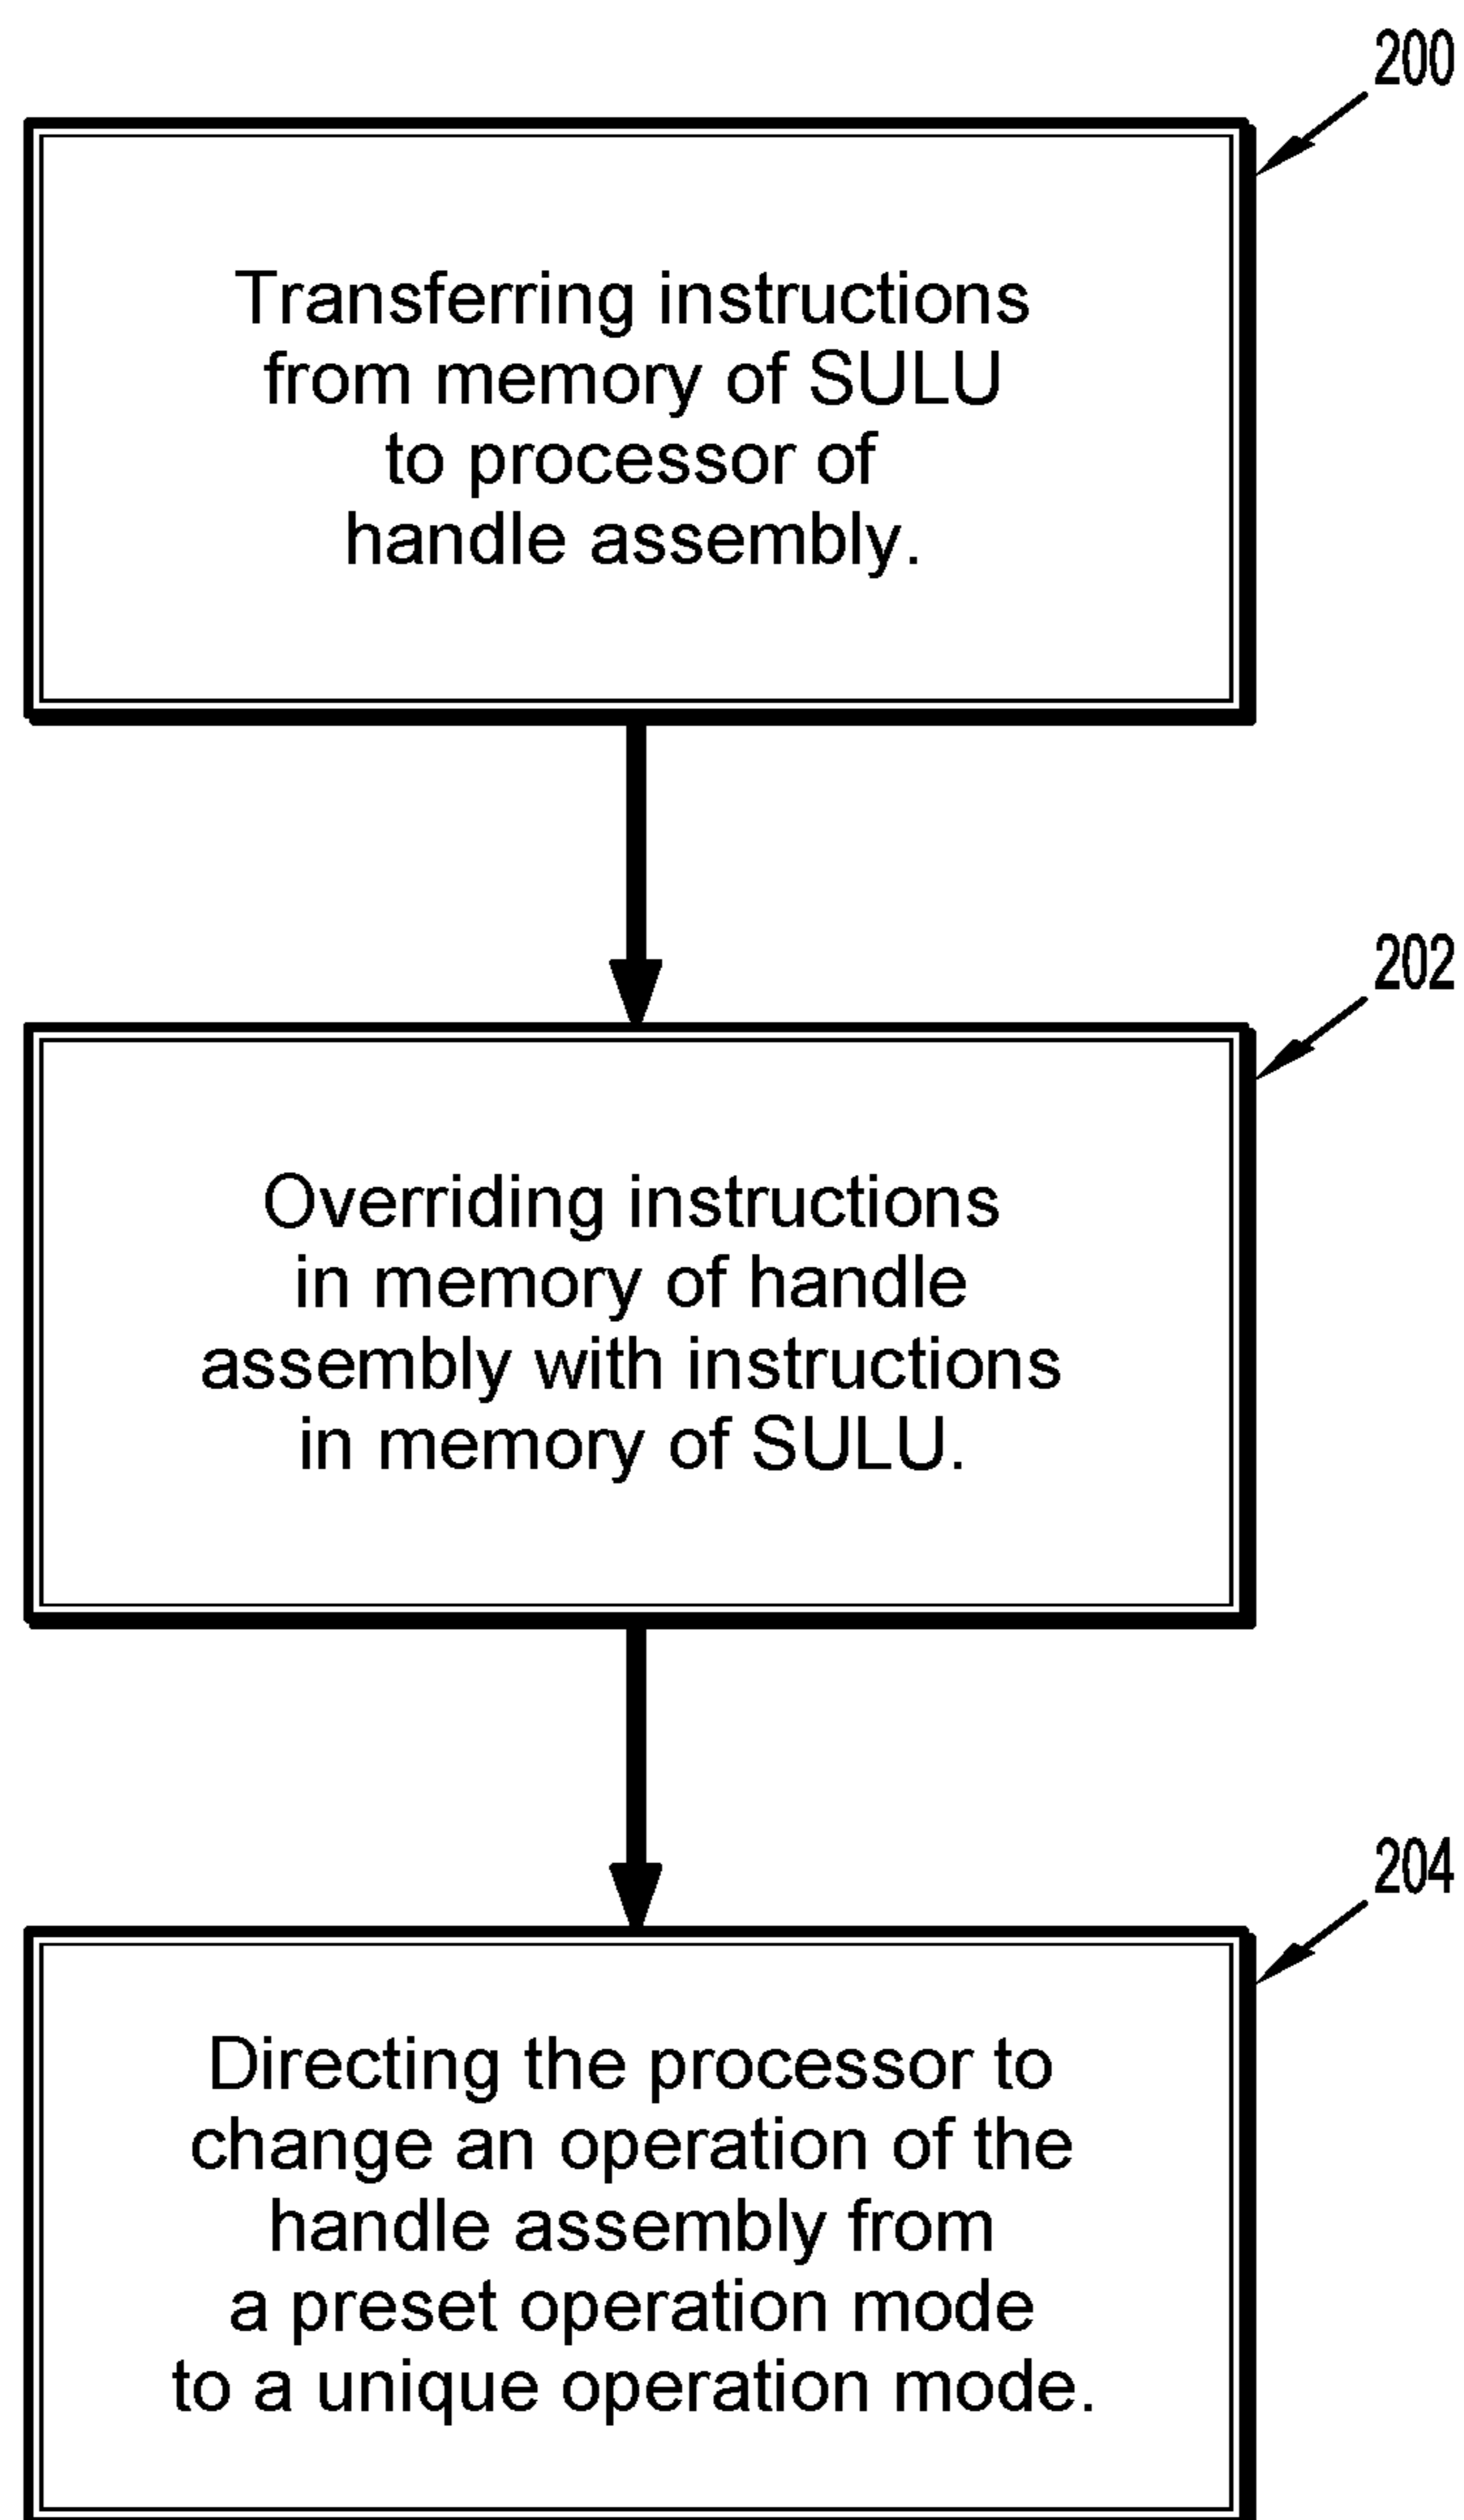 200
Transferring instructions
from memory of SULU
to processor of
handle assembly.
202
Overriding instructions
in memory of handle
assembly with instructions
in memory of SULU.
204
Directing the processor to
change an operation of the
handle assembly from
a preset operation mode
to a unique operation mode.